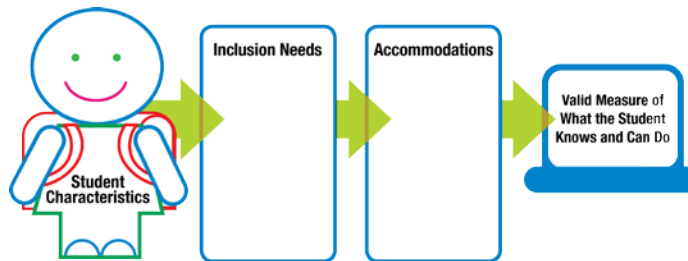 Student
Characteristics
Inclusion Needs
Accommodations
Valid Measure of
What the Student
Knows and Can Do